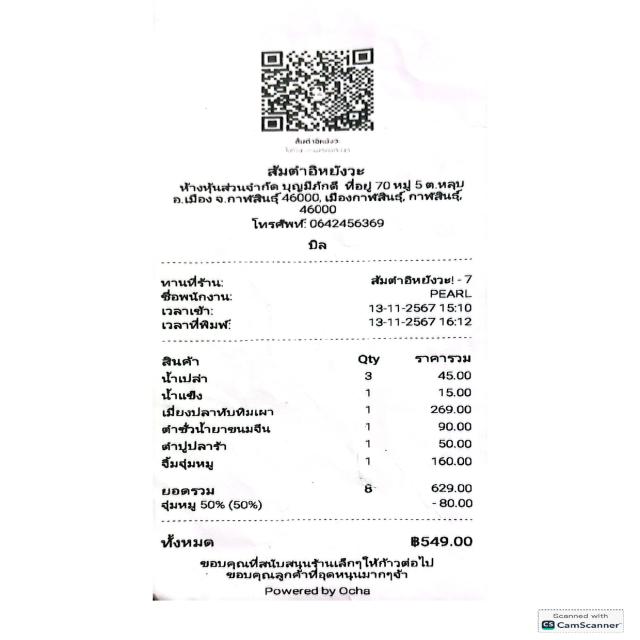 ส้มตำอิหยังวะ
ส้มตำอิหยังวะ
ห้างหุ้นส่วนจำกัด บุญมีภักดี ที่อยู่ 70 หมู่ 5 ต.หลุบ
อ.เมือง จ.กาฬสินธุ์ 46000, เมืองกาฬสินธุ์, กาฬสินธุ์,
46000
โทรศัพท์: 0642456369
บิล
ทานที่ร้าน: ส้มตำอิหยังวะ! - 7
ชื่อพนักงาน: PEARL
เวลาเข้า: 13-11-2567 15:10
เวลาที่พิมพ์: 13-11-2567 16:12
สินค้า Qty ราคารวม
น้ำเปล่า 3 45.00
น้ำแข็ง 1 15.00
เมี่ยงปลาทับทิมเผา 1 269.00
ตำซั่วน้ำยาขนมจีน 1 90.00
ตำปูปลาร้า 1 50.00
จิ้มจุ่มหมู 1 160.00
ยอดรวม 8 629.00
จุ่มหมู 50% (50%) - 80.00
ทั้งหมด ฿549.00
ขอบคุณที่สนับสนุนร้านเล็กๆให้ก้าวต่อไป
ขอบคุณลูกค้าที่อุดหนุนมากๆจ้า
Powered by Ocha
Scanned with
CS CamScanner